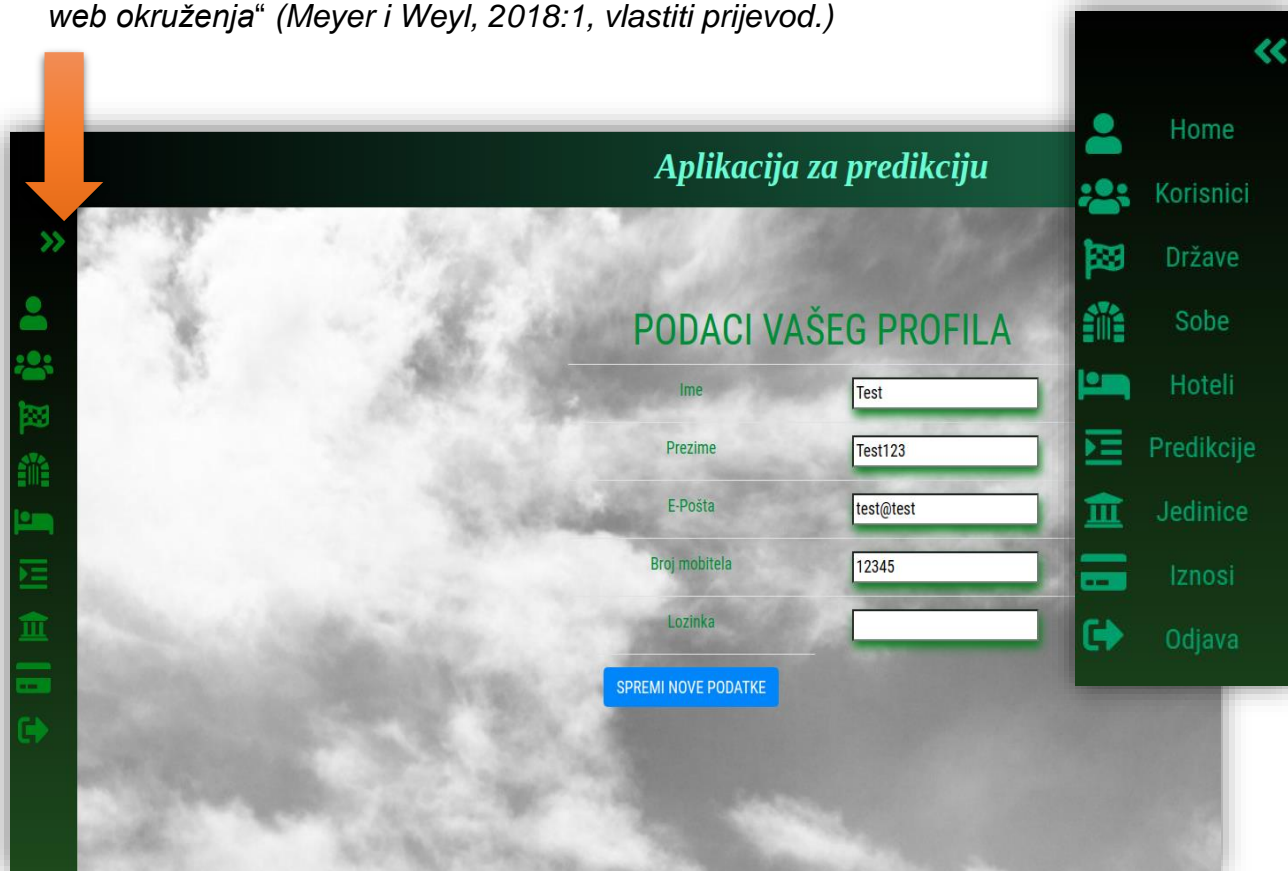 web okruženja“ (Meyer i Weyl, 2018:1, vlastiti prijevod.)
Aplikacija za predikciju
PODACI VAŠEG PROFILA
Ime Test
Prezime Test123
E-Pošta test@test
Broj mobitela 12345
Lozinka
SPREMI NOVE PODATKE
Home
Korisnici
Države
Sobe
Hoteli
Predikcije
Jedinice
Iznosi
Odjava